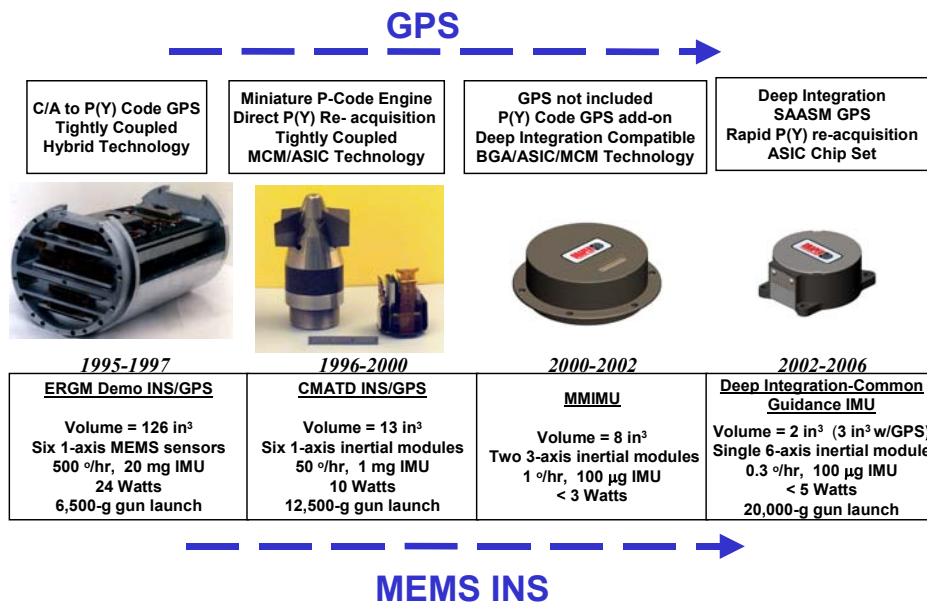 GPS
C/A to P(Y) Code GPS
Tightly Coupled
Hybrid Technology
Miniature P-Code Engine
Direct P(Y) Re- acquisition
Tightly Coupled
MCM/ASIC Technology
GPS not included
P(Y) Code GPS add-on
Deep Integration Compatible
BGA/ASIC/MCM Technology
Deep Integration
SAASM GPS
Rapid P(Y) re-acquisition
ASIC Chip Set
1995-1997
1996-2000
2000-2002
2002-2006
ERGM Demo INS/GPS
Volume = 126 in³
Six 1-axis MEMS sensors
500 º/hr, 20 mg IMU
24 Watts
6,500-g gun launch
CMATD INS/GPS
Volume = 13 in³
Six 1-axis inertial modules
50 º/hr, 1 mg IMU
10 Watts
12,500-g gun launch
MMIMU
Volume = 8 in³
Two 3-axis inertial modules
1 º/hr, 100 µg IMU
< 3 Watts
Deep Integration-Common
Guidance IMU
Volume = 2 in³ (3 in³ w/GPS)
Single 6-axis inertial module
0.3 º/hr, 100 µg IMU
< 5 Watts
20,000-g gun launch
MEMS INS